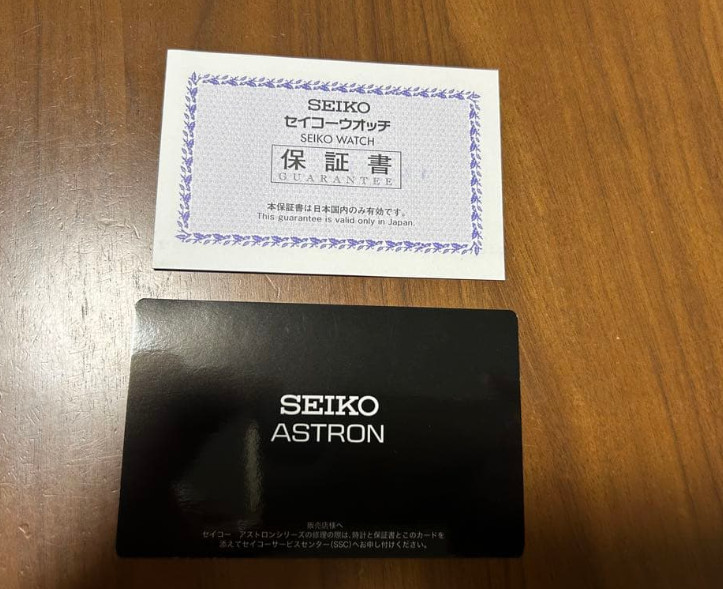 SEIKO
セイコーウオッチ
SEIKO WATCH
保証書
GUARANTEE
本保証書は日本国内のみ有効です。
This guarantee is valid only in Japan.
SEIKO
ASTRON
販売店様へ
セイコー アストロンシリーズの修理の際は、時計と保証書とこのカードを
添えてセイコーサービスセンター(SSC)へお申し付けください。